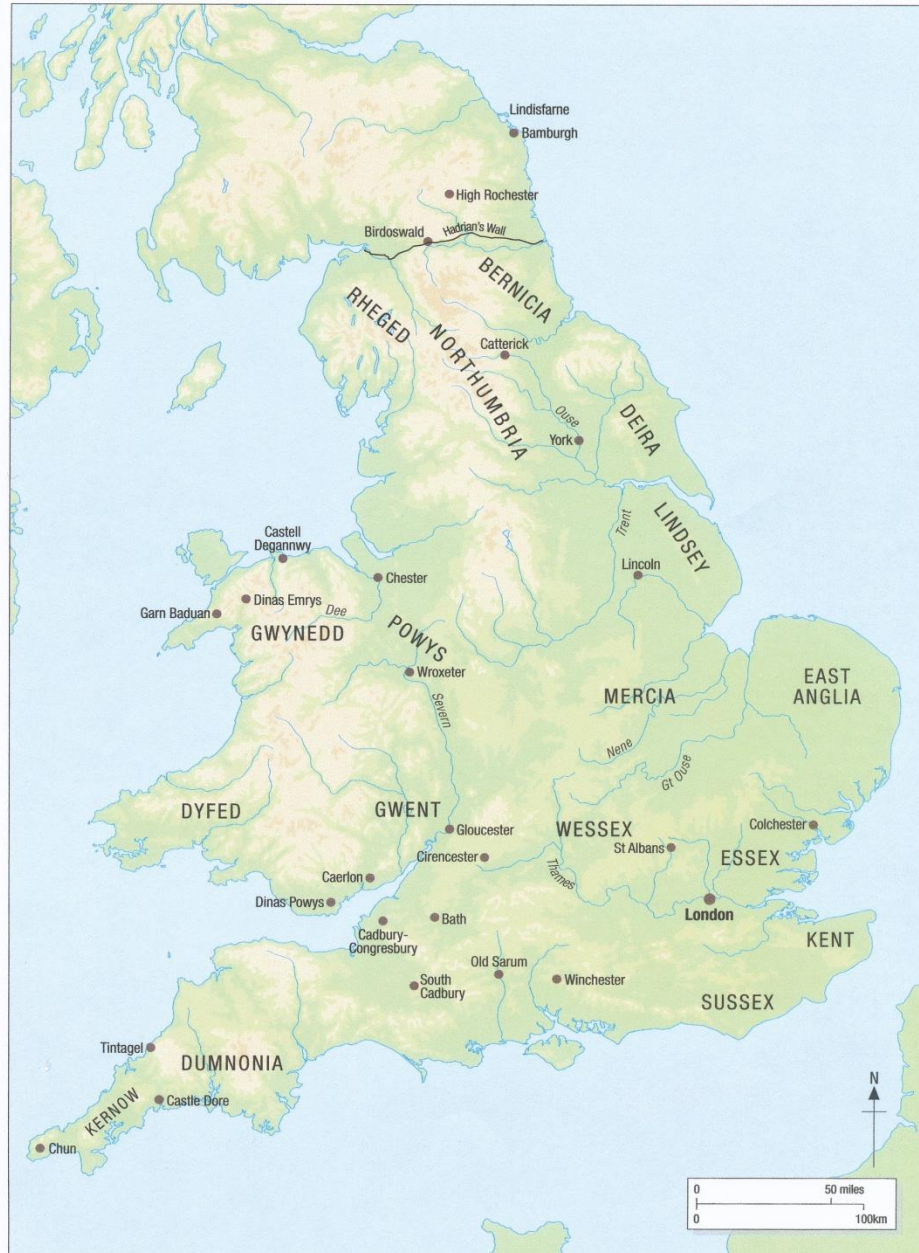 Lindisfarne
Bamburgh
High Rochester
Birdoswald
Hadrian's Wall
BERNICIA
RHEGED
NORTHUMBRIA
Catterick
Ouse
DEIRA
York
Trent
LINDSEY
Castell
Degannwy
Lincoln
Chester
Dinas Emrys
Garn Baduan
Dee
GWYNEDD
POWYS
Wroxeter
EAST
ANGLIA
MERCIA
Severn
Nene
Gt Ouse
DYFED
GWENT
Gloucester
WESSEX
Colchester
St Albans
ESSEX
Cirencester
Thames
Caerlon
Dinas Powys
London
Bath
Cadbury-
Congresbury
KENT
Old Sarum
Winchester
South
Cadbury
SUSSEX
Tintagel
DUMNONIA
N
KERNOW
Castle Dore
Chun
0 50 miles
0 100km